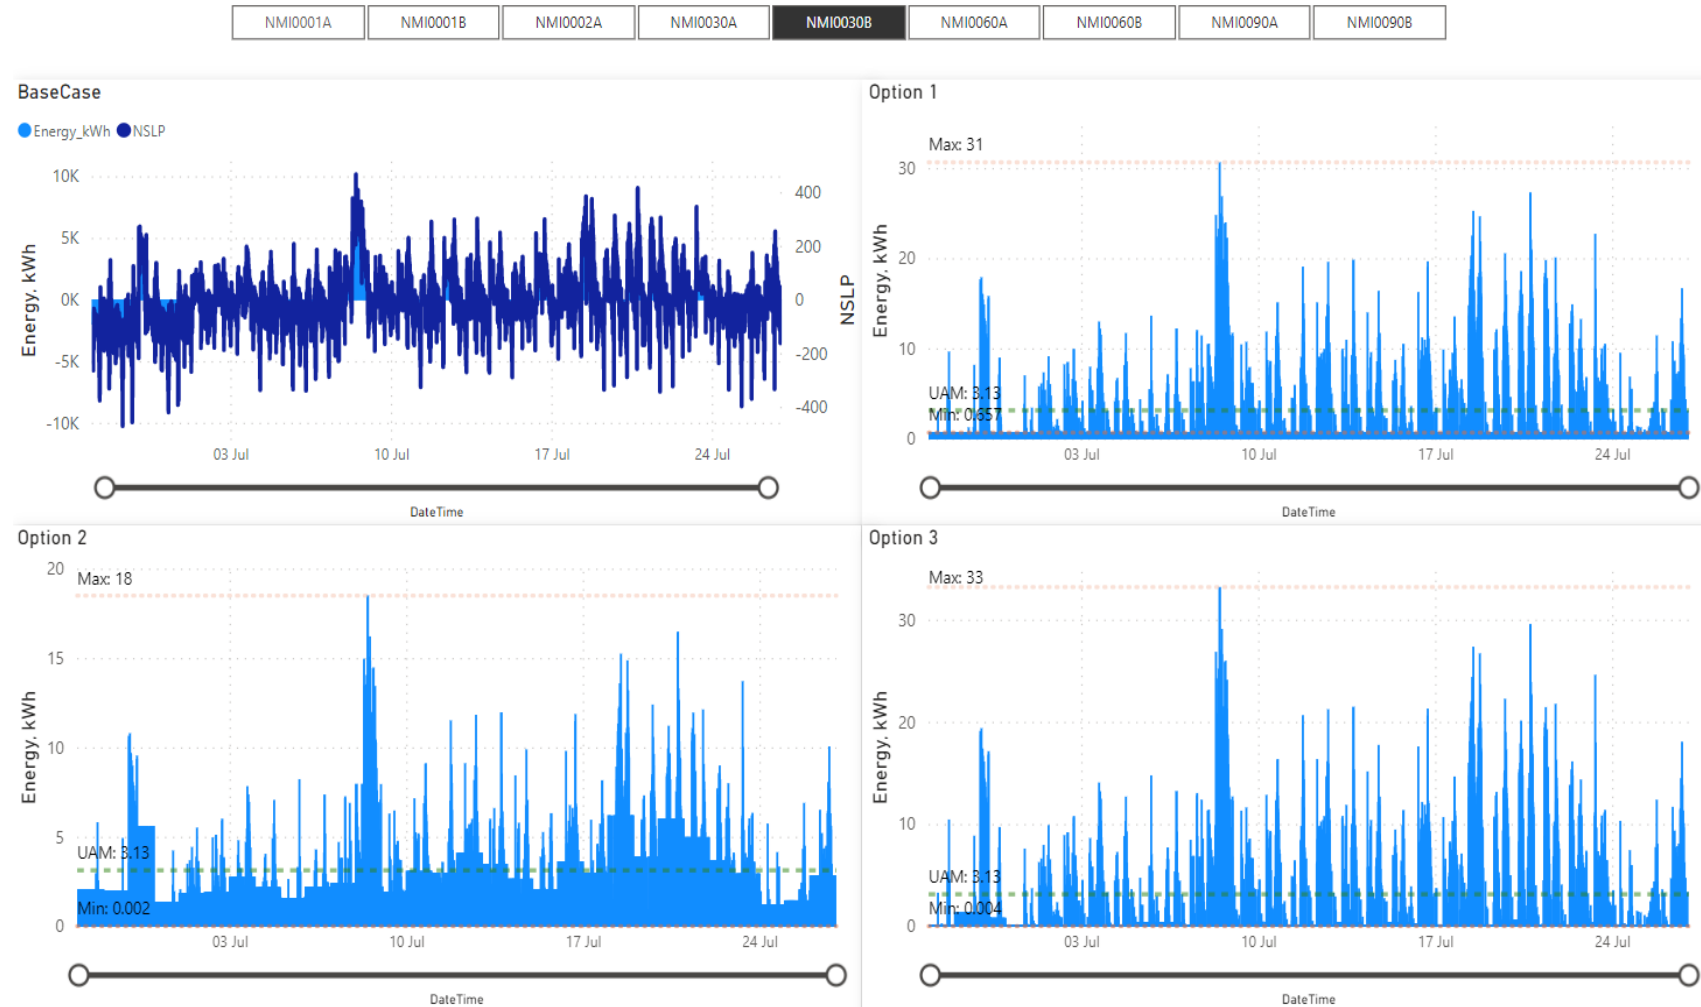 NMI0001A NMI0001B NMI0002A NMI0030A NMI0030B NMI0060A NMI0060B NMI0090A NMI0090B
BaseCase
Energy_kWh NSLP
10K
5K
0K
-5K
-10K
Energy, kWh
400
200
0
-200
-400
NSLP
03 Jul 10 Jul 17 Jul 24 Jul
DateTime
Option 1
Max: 31
30
20
10
0
Energy, kWh
UAM: 3.13
Min: 0.657
03 Jul 10 Jul 17 Jul 24 Jul
DateTime
Option 2
20
Max: 18
15
10
5
0
Energy, kWh
UAM: 3.13
Min: 0.002
03 Jul 10 Jul 17 Jul 24 Jul
DateTime
Option 3
Max: 33
30
20
10
0
Energy, kWh
UAM: 3.13
Min: 0.004
03 Jul 10 Jul 17 Jul 24 Jul
DateTime